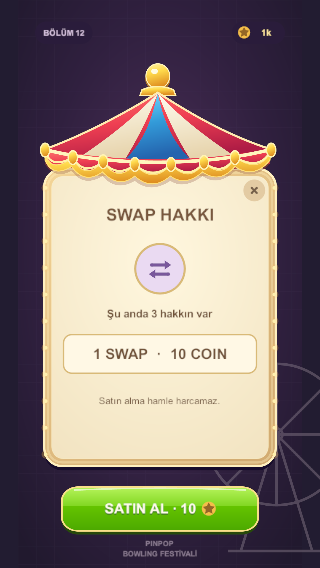 BÖLÜM 12
1k
SWAP HAKKI
Şu anda 3 hakkın var
1 SWAP · 10 COIN
Satın alma hamle harcamaz.
SATIN AL · 10
PINPOP
BOWLING FESTİVALİ